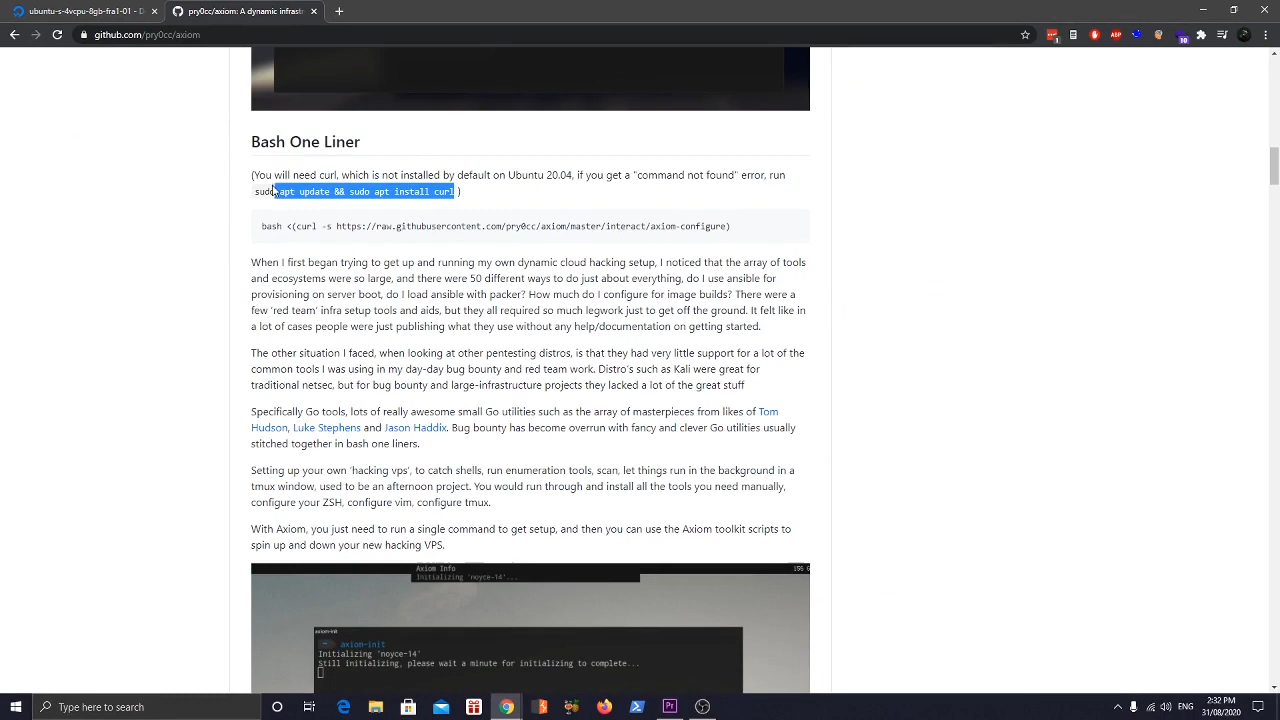 ubuntu-s-4vcpu-8gb-fra1-01 - D
pry0cc/axiom: A dynamic infrastr
github.com/pry0cc/axiom
Bash One Liner
(You will need curl, which is not installed by default on Ubuntu 20.04, if you get a "command not found" error, run
sudo apt update && sudo apt install curl )
bash <(curl -s https://raw.githubusercontent.com/pry0cc/axiom/master/interact/axiom-configure)
When I first began trying to get up and running my own dynamic cloud hacking setup, I noticed that the array of tools
and ecosystems were so large, and there were 50 different ways to do just about everything, do I use ansible for
provisioning on server boot, do I load ansible with packer? How much do I configure for image builds? There were a
few ‘red team’ infra setup tools and aids, but they all required so much legwork just to get off the ground. It felt like in
a lot of cases people were just publishing what they use without any help/documentation on getting started.
The other situation I faced, when looking at other pentesting distros, is that they had very little support for a lot of the
common tools I was using in my day-day bug bounty and red team work. Distro’s such as Kali were great for
traditional netsec, but for bug bounty and large-infrastructure projects they lacked a lot of the great stuff
Specifically Go tools, lots of really awesome small Go utilities such as the array of masterpieces from likes of Tom
Hudson, Luke Stephens and Jason Haddix. Bug bounty has become overrun with fancy and clever Go utilities usually
stitched together in bash one liners.
Setting up your own ‘hacking vps’, to catch shells, run enumeration tools, scan, let things run in the background in a
tmux window, used to be an afternoon project. You would run through and install all the tools you need manually,
configure your ZSH, configure vim, configure tmux.
With Axiom, you just need to run a single command to get setup, and then you can use the Axiom toolkit scripts to
spin up and down your new hacking VPS.
Axiom Info
Initializing 'noyce-14'...
156 G
axiom-init
~ axiom-init
Initializing 'noyce-14'
Still initializing, please wait a minute for initializing to complete...
Type here to search
ENG
2:32 PM
31/08/2020